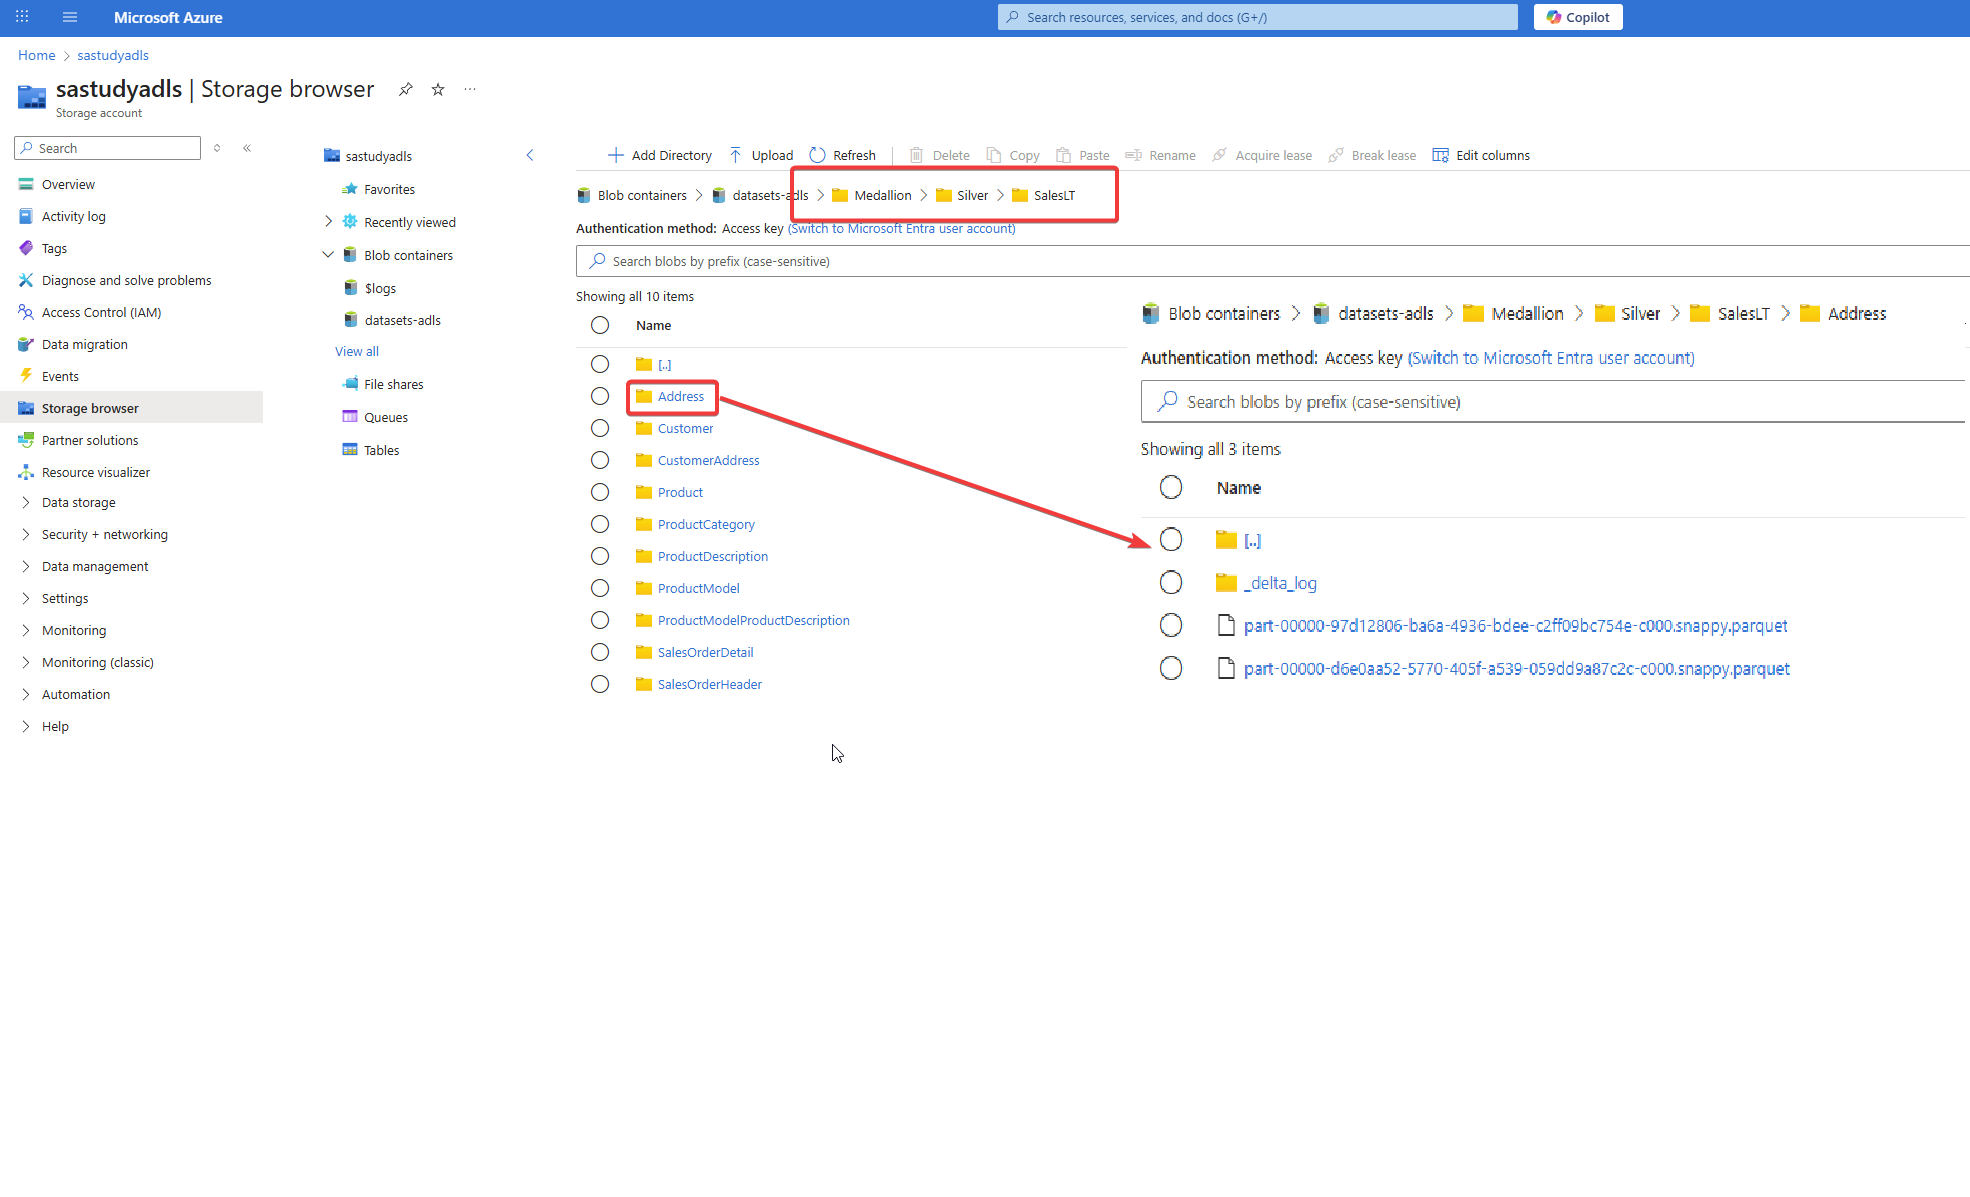 Microsoft Azure
Search resources, services, and docs (G+/)
Copilot
Home > sastudyadls
sastudyadls | Storage browser
Storage account
Search
Overview
Activity log
Tags
Diagnose and solve problems
Access Control (IAM)
Data migration
Events
Storage browser
Partner solutions
Resource visualizer
Data storage
Security + networking
Data management
Settings
Monitoring
Monitoring (classic)
Automation
Help
sastudyadls
Favorites
Recently viewed
Blob containers
$logs
datasets-adls
View all
File shares
Queues
Tables
Add Directory Upload Refresh Delete Copy Paste Rename Acquire lease Break lease Edit columns
Blob containers > datasets-adls > Medallion > Silver > SalesLT
Authentication method: Access key (Switch to Microsoft Entra user account)
Search blobs by prefix (case-sensitive)
Showing all 10 items
Name
[..]
Address
Customer
CustomerAddress
Product
ProductCategory
ProductDescription
ProductModel
ProductModelProductDescription
SalesOrderDetail
SalesOrderHeader
Blob containers > datasets-adls > Medallion > Silver > SalesLT > Address
Authentication method: Access key (Switch to Microsoft Entra user account)
Search blobs by prefix (case-sensitive)
Showing all 3 items
Name
[..]
_delta_log
part-00000-97d12806-ba6a-4936-bdee-c2ff09bc754e-c000.snappy.parquet
part-00000-d6e0aa52-5770-405f-a539-059dd9a87c2c-c000.snappy.parquet